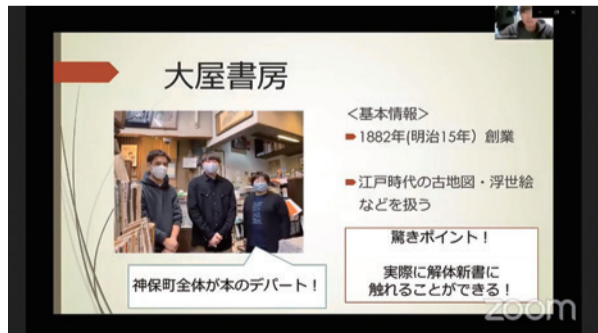 大屋書房
<基本情報>
1882年(明治15年）創業
江戸時代の古地図・浮世絵
などを扱う
驚きポイント！
実際に解体新書に
触れることができる！
神保町全体が本のデパート！
zoom